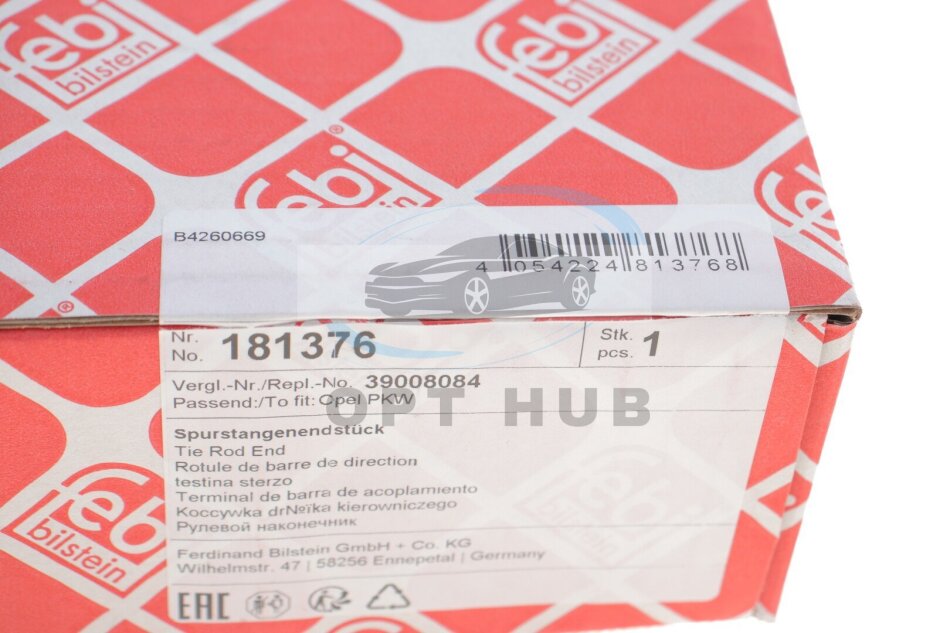 febi
bilstein
febi
bilstein
febi
febi
B4260669
4 054224 813768
Nr.
No. 181376
Stk.
pcs. 1
Vergl.-Nr./Repl.-No. 39008084
Passend:/To fit: Opel PKW
OPT HUB
Spurstangenendstück
Tie Rod End
Rotule de barre de direction
testina sterzo
Terminal de barra de acoplamiento
Koccywka dr№ïka kierowniczego
Рулевой наконечник
Ferdinand Bilstein GmbH + Co. KG
Wilhelmstr. 47 | 58256 Ennepetal | Germany
EAC
febi
bilstein
febi